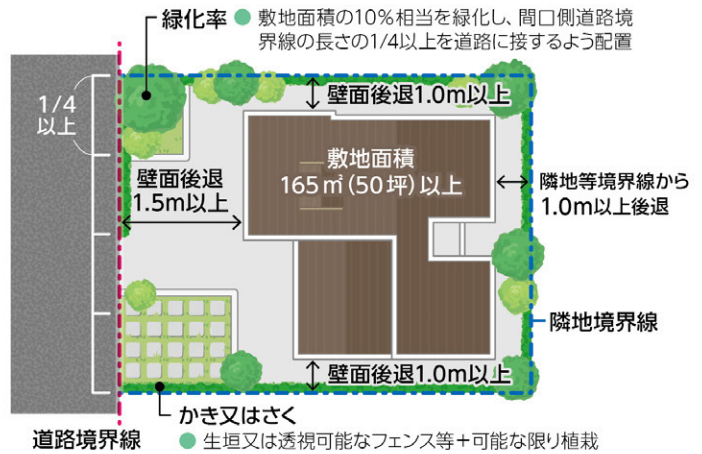 緑化率 ● 敷地面積の10%相当を緑化し、間口側道路境
界線の長さの1/4以上を道路に接するよう配置
1/4
以上
壁面後退1.0m以上
敷地面積
165㎡(50坪)以上
壁面後退
1.5m以上
隣地等境界線から
1.0m以上後退
隣地境界線
壁面後退1.0m以上
かき又はさく
道路境界線
● 生垣又は透視可能なフェンス等+可能な限り植栽